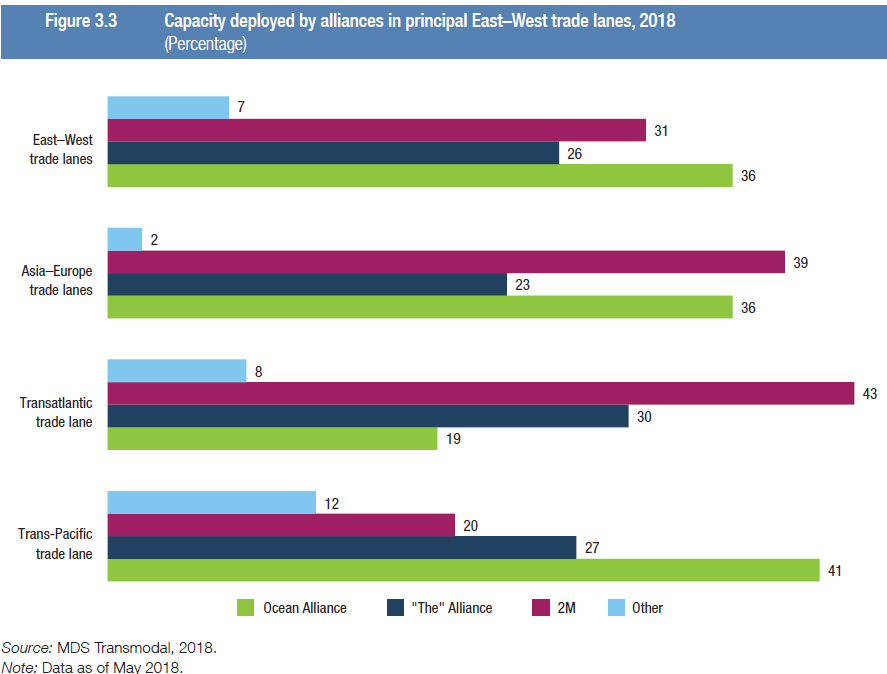 Figure 3.3 Capacity deployed by alliances in principal East–West trade lanes, 2018
(Percentage)
East–West
trade lanes
7
31
26
36
Asia–Europe
trade lanes
2
39
23
36
Transatlantic
trade lane
8
43
30
19
Trans-Pacific
trade lane
12
20
27
41
Ocean Alliance "The" Alliance 2M Other
Source: MDS Transmodal, 2018.
Note: Data as of May 2018.